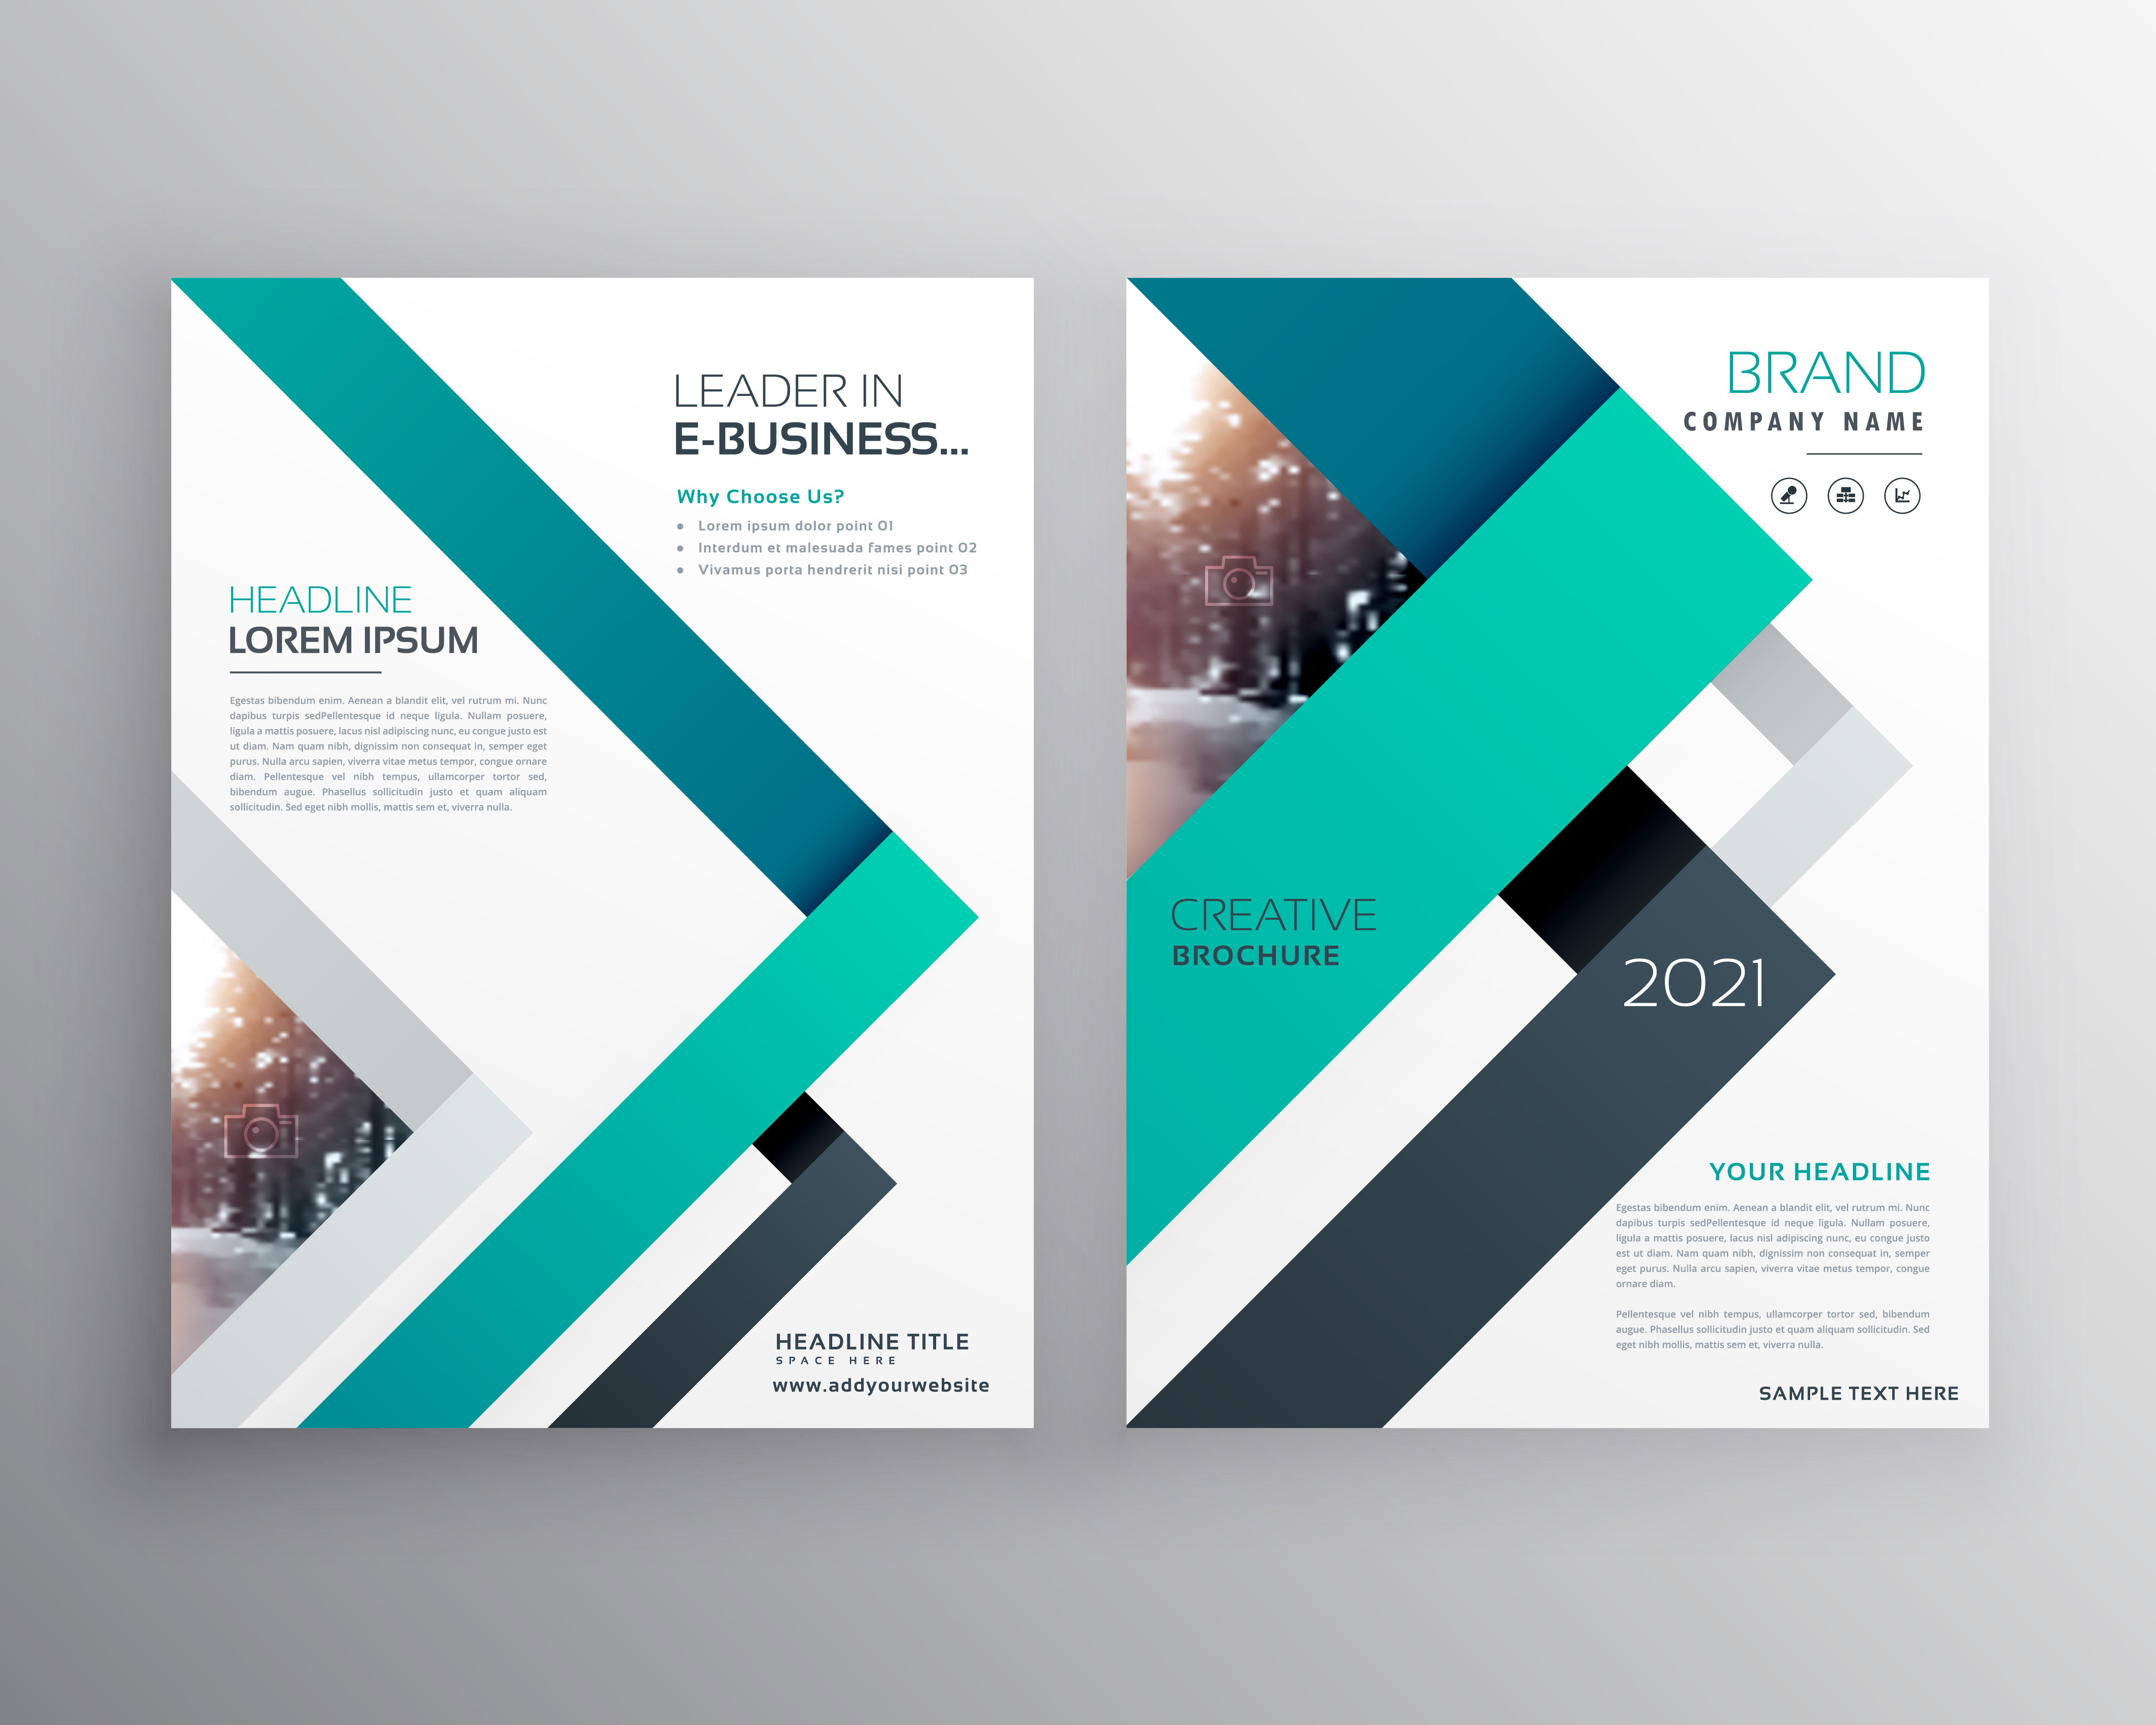 LEADER IN
E-BUSINESS...
Why Choose Us?
• Lorem ipsum dolor point 01
• Interdum et malesuada fames point 02
• Vivamus porta hendrerit nisi point 03
HEADLINE
LOREM IPSUM
Egestas bibendum enim. Aenean a blandit elit, vel rutrum mi. Nunc
dapibus turpis sedPellentesque id neque ligula. Nullam posuere,
ligula a mattis posuere, lacus nisl adipiscing nunc, eu congue justo est
ut diam. Nam quam nibh, dignissim non consequat in, semper eget
purus. Nulla arcu sapien, viverra vitae metus tempor, congue ornare
diam. Pellentesque vel nibh tempus, ullamcorper tortor sed,
bibendum augue. Phasellus sollicitudin justo et quam aliquam
sollicitudin. Sed eget nibh mollis, mattis sem et, viverra nulla.
HEADLINE TITLE
SPACE HERE
www.addyourwebsite
BRAND
COMPANY NAME
CREATIVE
BROCHURE
2021
YOUR HEADLINE
Egestas bibendum enim. Aenean a blandit elit, vel rutrum mi. Nunc
dapibus turpis sedPellentesque id neque ligula. Nullam posuere,
ligula a mattis posuere, lacus nisl adipiscing nunc, eu congue justo
est ut diam. Nam quam nibh, dignissim non consequat in, semper
eget purus. Nulla arcu sapien, viverra vitae metus tempor, congue
ornare diam.
Pellentesque vel nibh tempus, ullamcorper tortor sed, bibendum
augue. Phasellus sollicitudin justo et quam aliquam sollicitudin. Sed
eget nibh mollis, mattis sem et, viverra nulla.
SAMPLE TEXT HERE